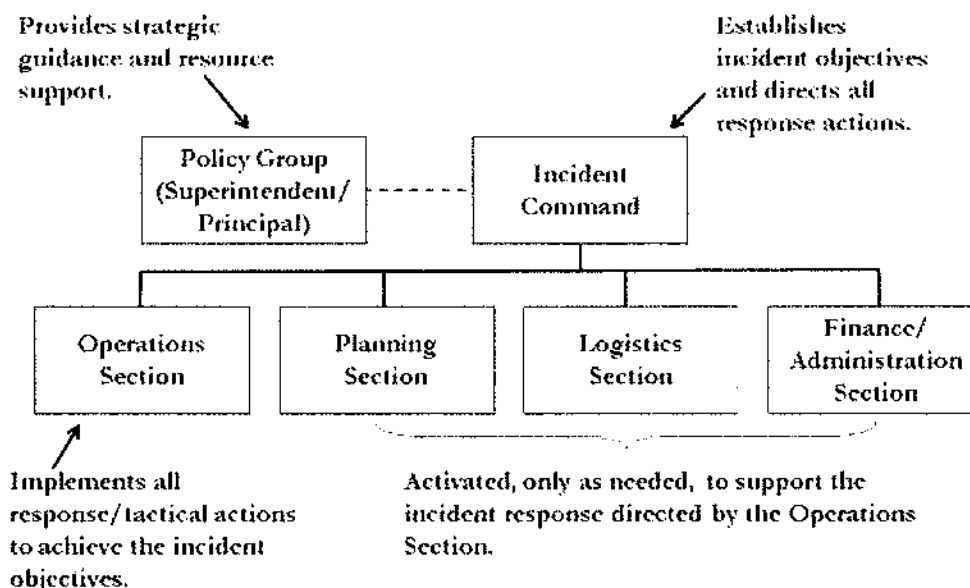 Provides strategic
guidance and resource
support.
Establishes
incident objectives
and directs all
response actions.
Policy Group
(Superintendent/
Principal)
Incident
Command
Operations
Section
Planning
Section
Logistics
Section
Finance/
Administration
Section
Implements all
response/tactical actions
to achieve the incident
objectives.
Activated, only as needed, to support the
incident response directed by the Operations
Section.